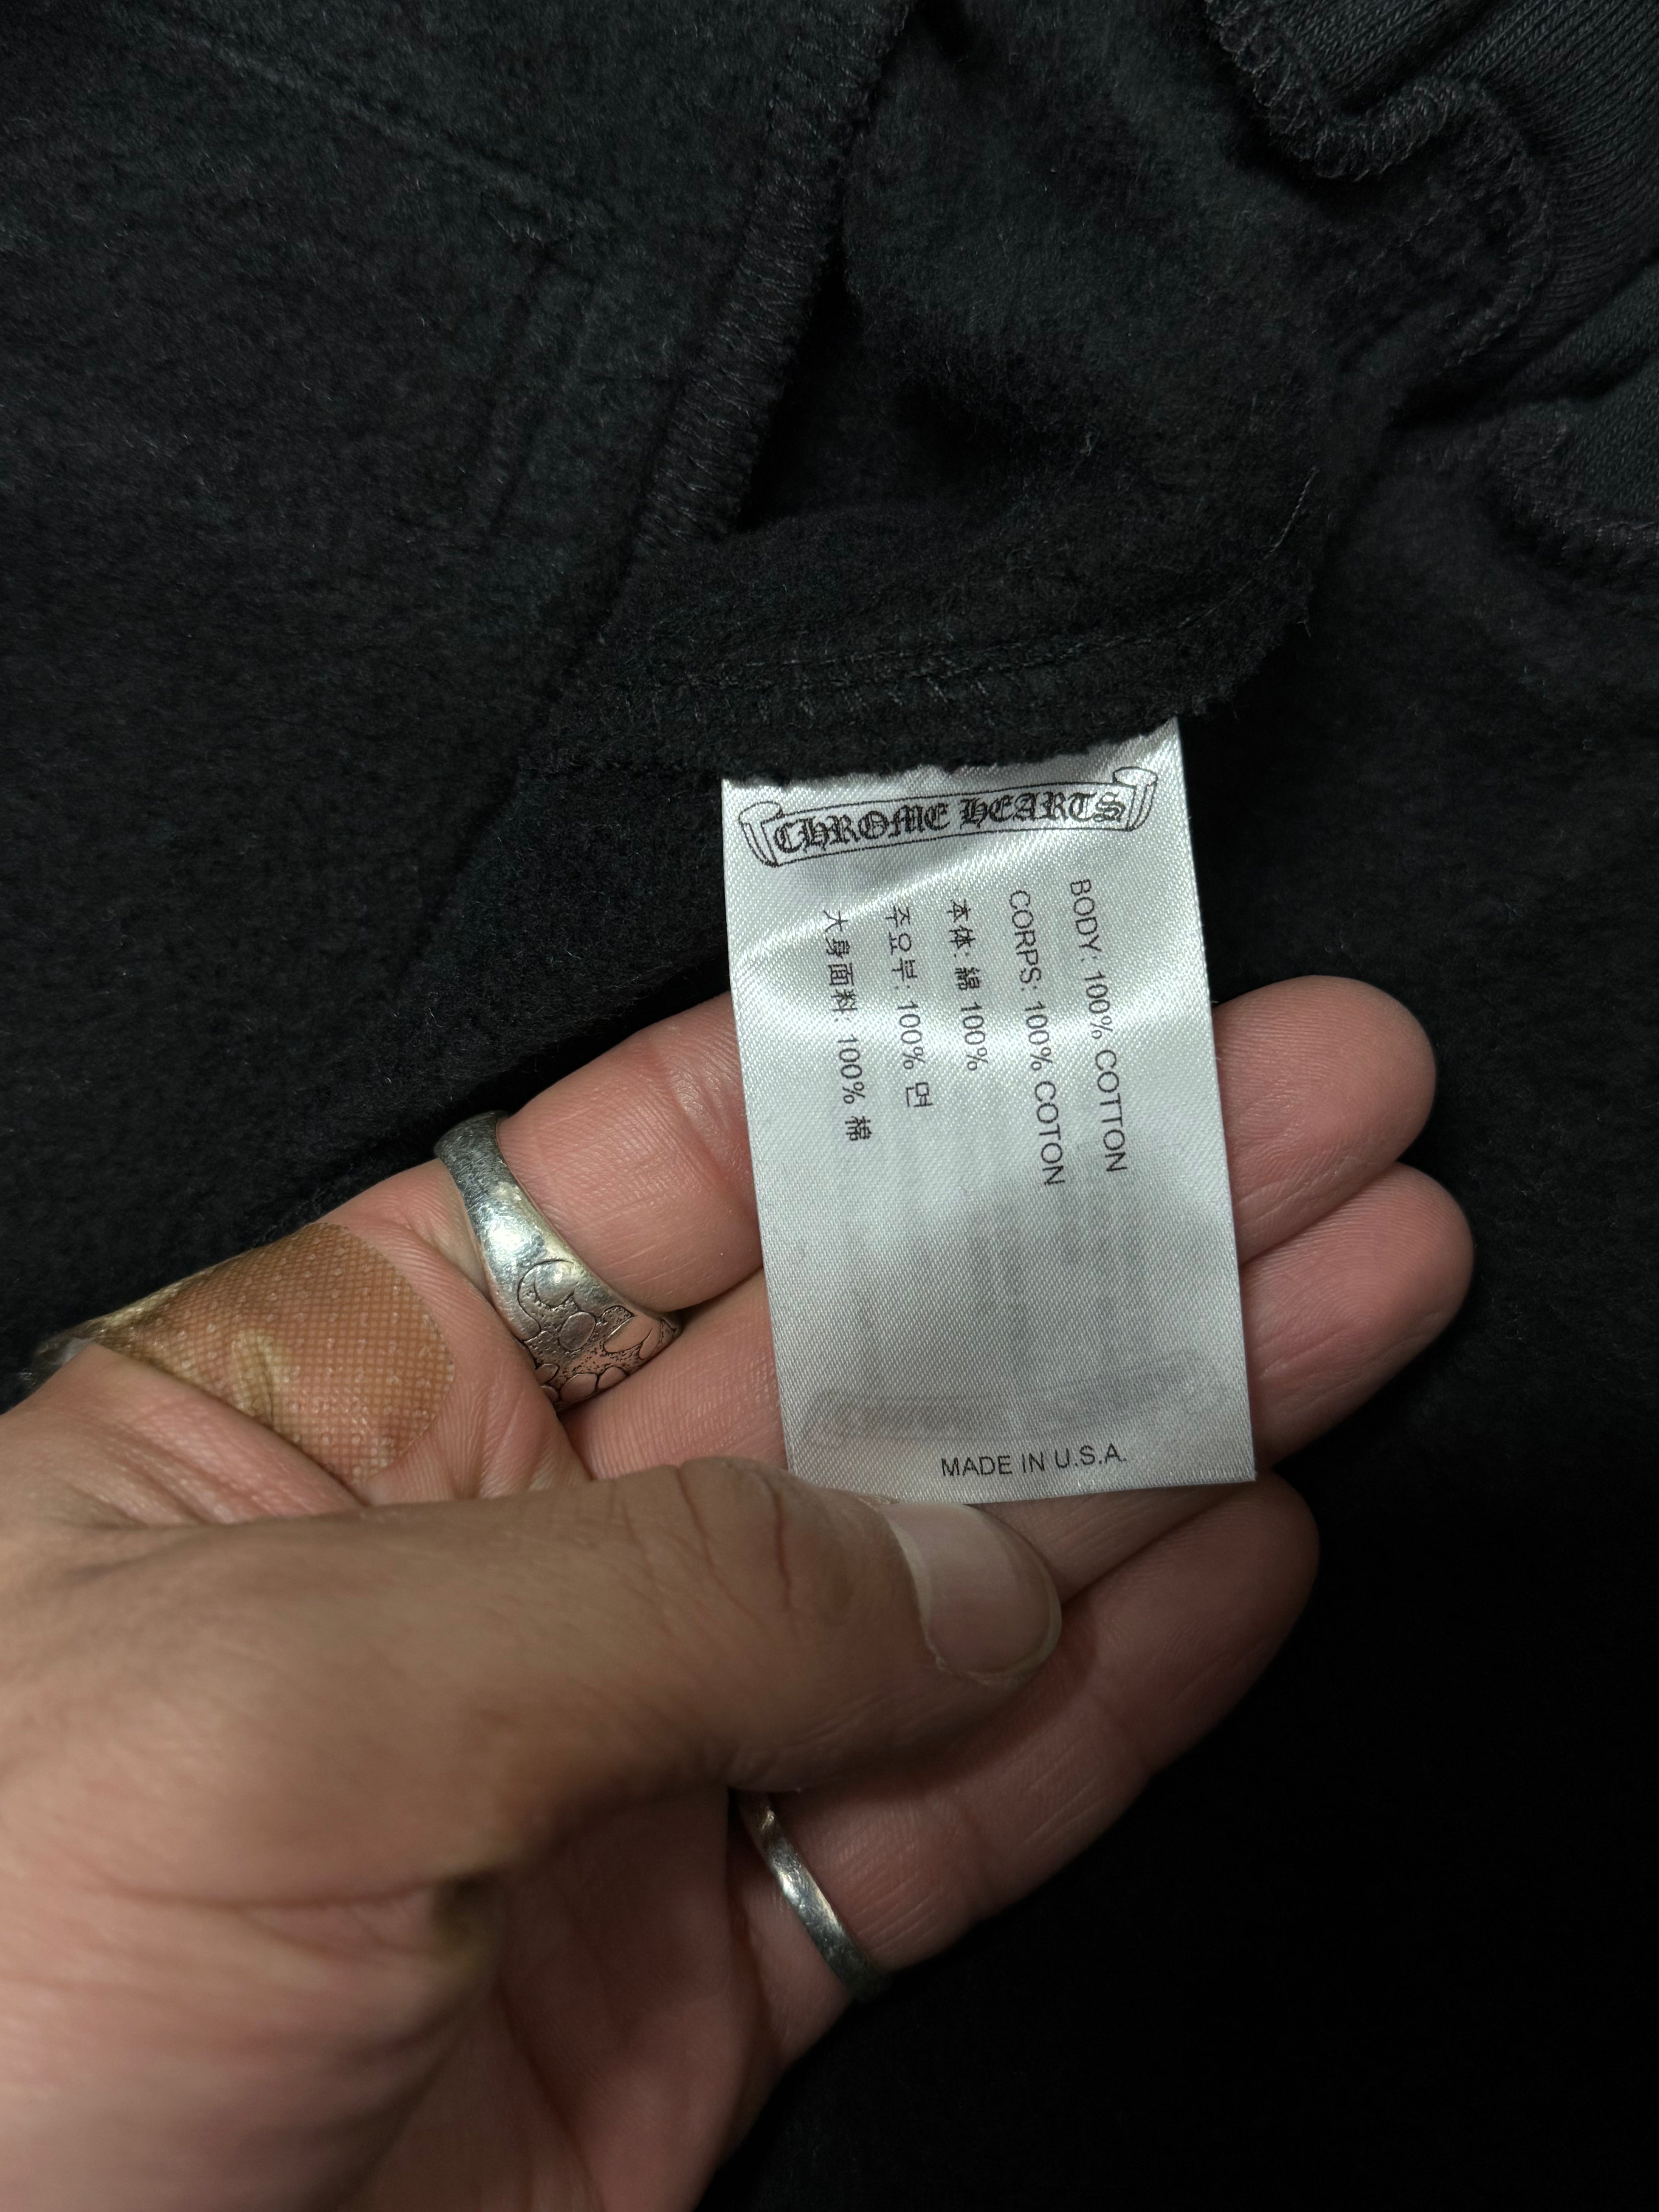 CHROME HEARTS
BODY: 100% COTTON
CORPS: 100% COTON
本体: 綿 100%
주요부: 100% 면
大身面料: 100% 棉
MADE IN U.S.A.